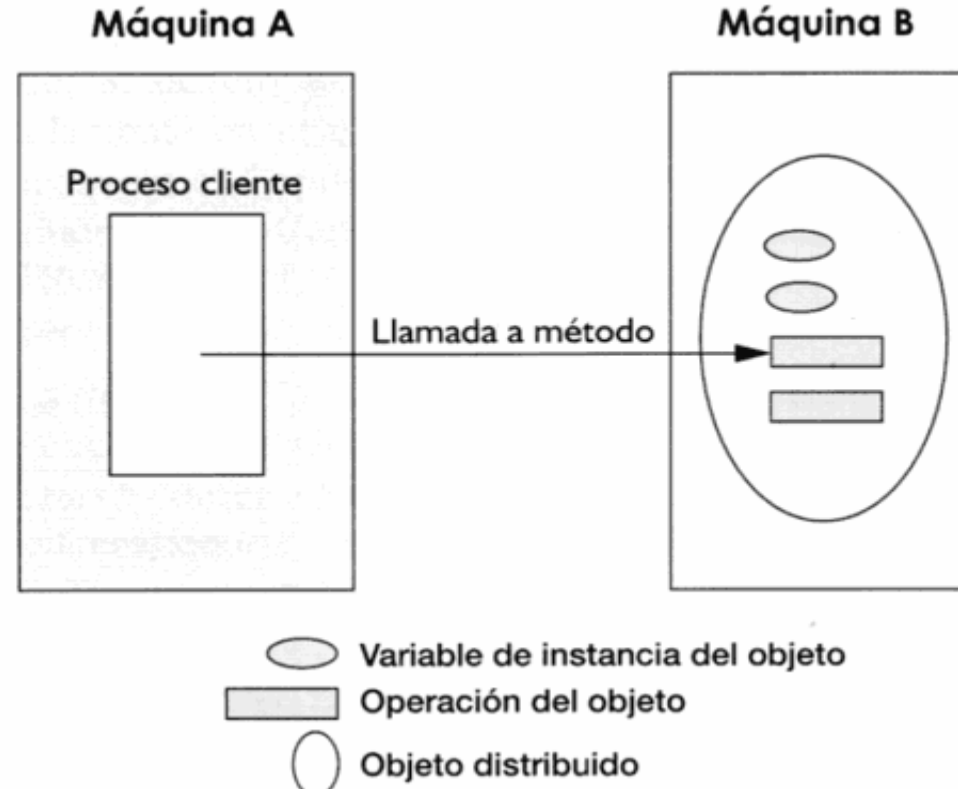 Máquina A
Máquina B
Proceso cliente
Llamada a método
Variable de instancia del objeto
Operación del objeto
Objeto distribuido